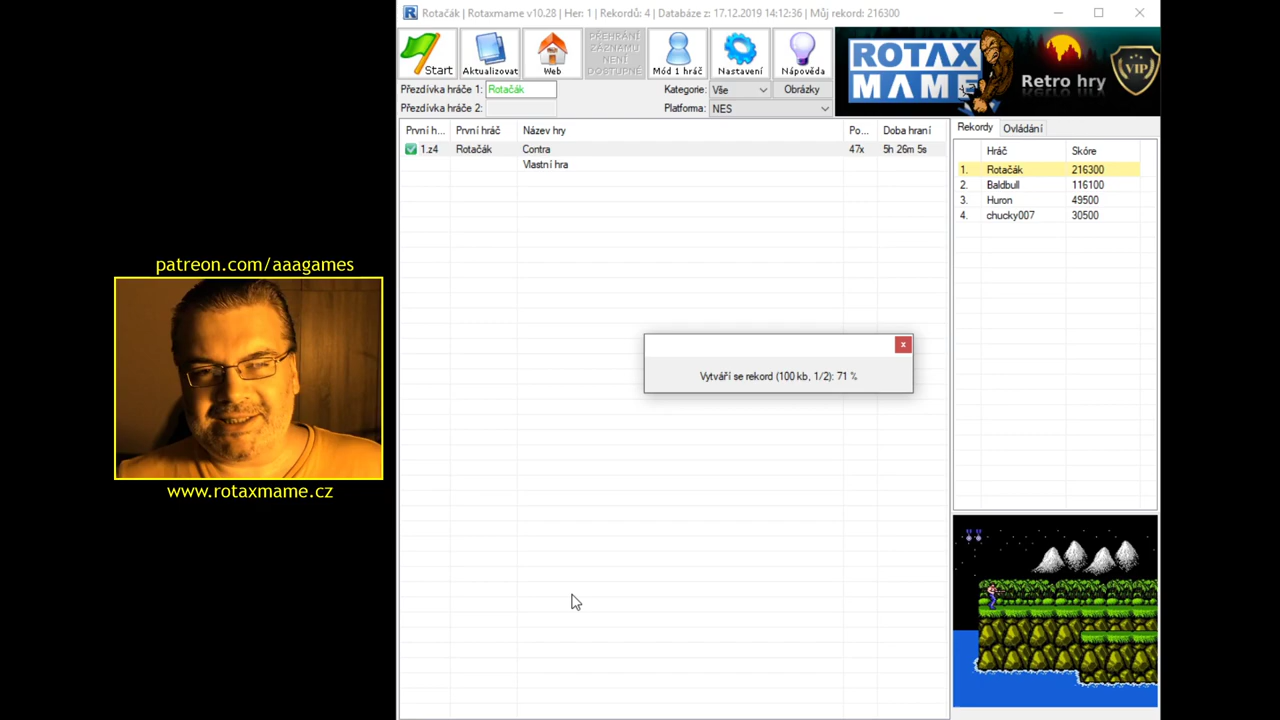 Rotačák | Rotaxmame v10.28 | Her: 1 | Rekordů: 4 | Databáze z: 17.12.2019 14:12:36 | Můj rekord: 216300
Start
Aktualizovat
Web
PŘEHRÁNÍ
ZÁZNAMU
NENÍ
DOSTUPNÉ
Mód 1 hráč
Nastavení
Nápověda
ROTAX
MAME
Retro hry
VIP
Přezdívka hráče 1: Rotačák
Kategorie: Vše
Obrázky
Přezdívka hráče 2:
Platforma: NES
Rekordy Ovládání
První h... První hráč Název hry Po... Doba hraní
1.z4 Rotačák Contra 47x 5h 26m 5s
Vlastní hra
Hráč Skóre
1. Rotačák 216300
2. Baldbull 116100
3. Huron 49500
4. chucky007 30500
patreon.com/aaagames
www.rotaxmame.cz
x
Vytváří se rekord (100 kb, 1/2): 71 %